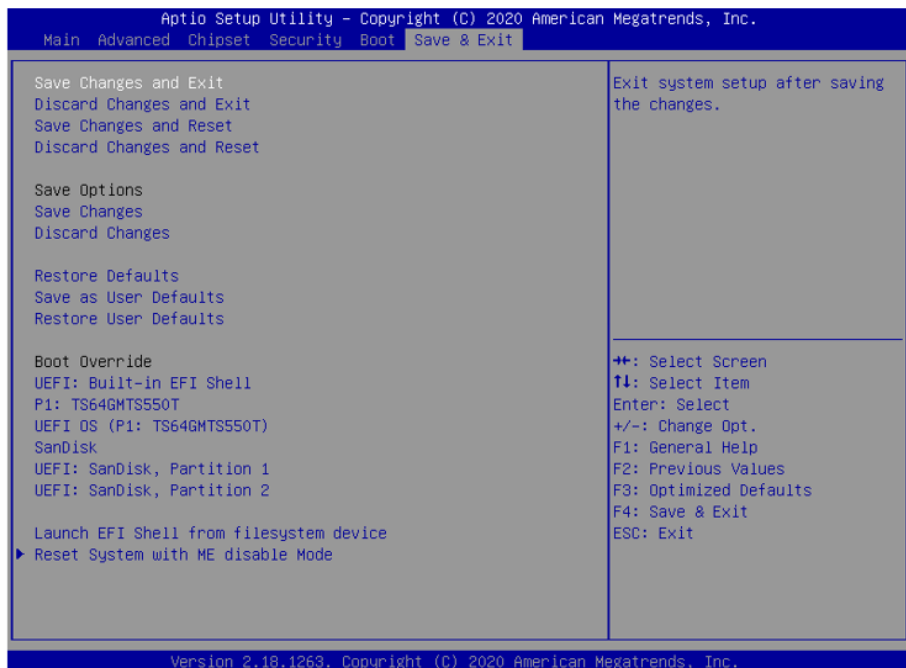 Aptio Setup Utility – Copyright (C) 2020 American Megatrends, Inc.
Main Advanced Chipset Security Boot Save & Exit
Save Changes and Exit
Discard Changes and Exit
Save Changes and Reset
Discard Changes and Reset
Save Options
Save Changes
Discard Changes
Restore Defaults
Save as User Defaults
Restore User Defaults
Boot Override
UEFI: Built-in EFI Shell
P1: TS64GMTS550T
UEFI OS (P1: TS64GMTS550T)
SanDisk
UEFI: SanDisk, Partition 1
UEFI: SanDisk, Partition 2
Launch EFI Shell from filesystem device
▶ Reset System with ME disable Mode
Exit system setup after saving
the changes.
→←: Select Screen
↑↓: Select Item
Enter: Select
+/-: Change Opt.
F1: General Help
F2: Previous Values
F3: Optimized Defaults
F4: Save & Exit
ESC: Exit
Version 2.18.1263. Copyright (C) 2020 American Megatrends, Inc.